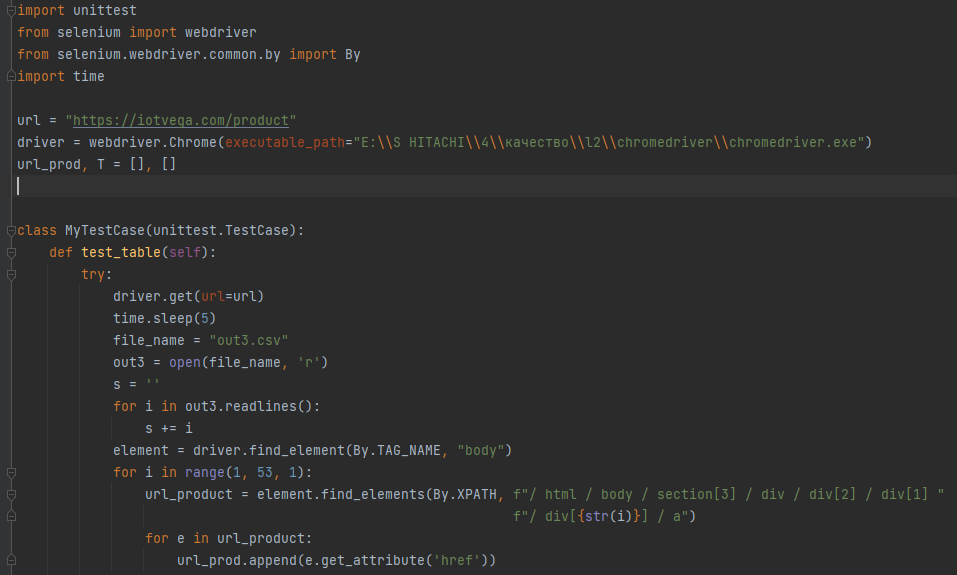 import unittest
from selenium import webdriver
from selenium.webdriver.common.by import By
import time
url = "https://iotvega.com/product"
driver = webdriver.Chrome(executable_path="E:\\S HITACHI\\4\\качество\\l2\\chromedriver\\chromedriver.exe")
url_prod, T = [], []
class MyTestCase(unittest.TestCase):
    def test_table(self):
        try:
            driver.get(url=url)
            time.sleep(5)
            file_name = "out3.csv"
            out3 = open(file_name, 'r')
            s = ''
            for i in out3.readlines():
                s += i
            element = driver.find_element(By.TAG_NAME, "body")
            for i in range(1, 53, 1):
                url_product = element.find_elements(By.XPATH, f"/ html / body / section[3] / div / div[2] / div[1] "
                                                              f"/ div[{str(i)}] / a")
                for e in url_product:
                    url_prod.append(e.get_attribute('href'))